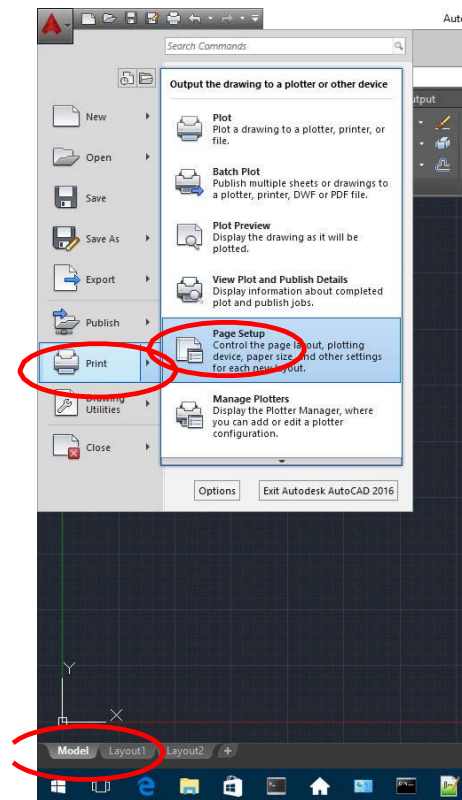 Auto
Search Commands
Output the drawing to a plotter or other device
utput
New
Open
Save
Save As
Export
Publish
Print
Drawing
Utilities
Close
Plot
Plot a drawing to a plotter, printer, or
file.
Batch Plot
Publish multiple sheets or drawings to
a plotter, printer, DWF or PDF file.
Plot Preview
Display the drawing as it will be
plotted.
View Plot and Publish Details
Display information about completed
plot and publish jobs.
Page Setup
Control the page layout, plotting
device, paper size, and other settings
for each new layout.
Manage Plotters
Display the Plotter Manager, where
you can add or edit a plotter
configuration.
Options
Exit Autodesk AutoCAD 2016
Y
X
Model Layout1 Layout2 +